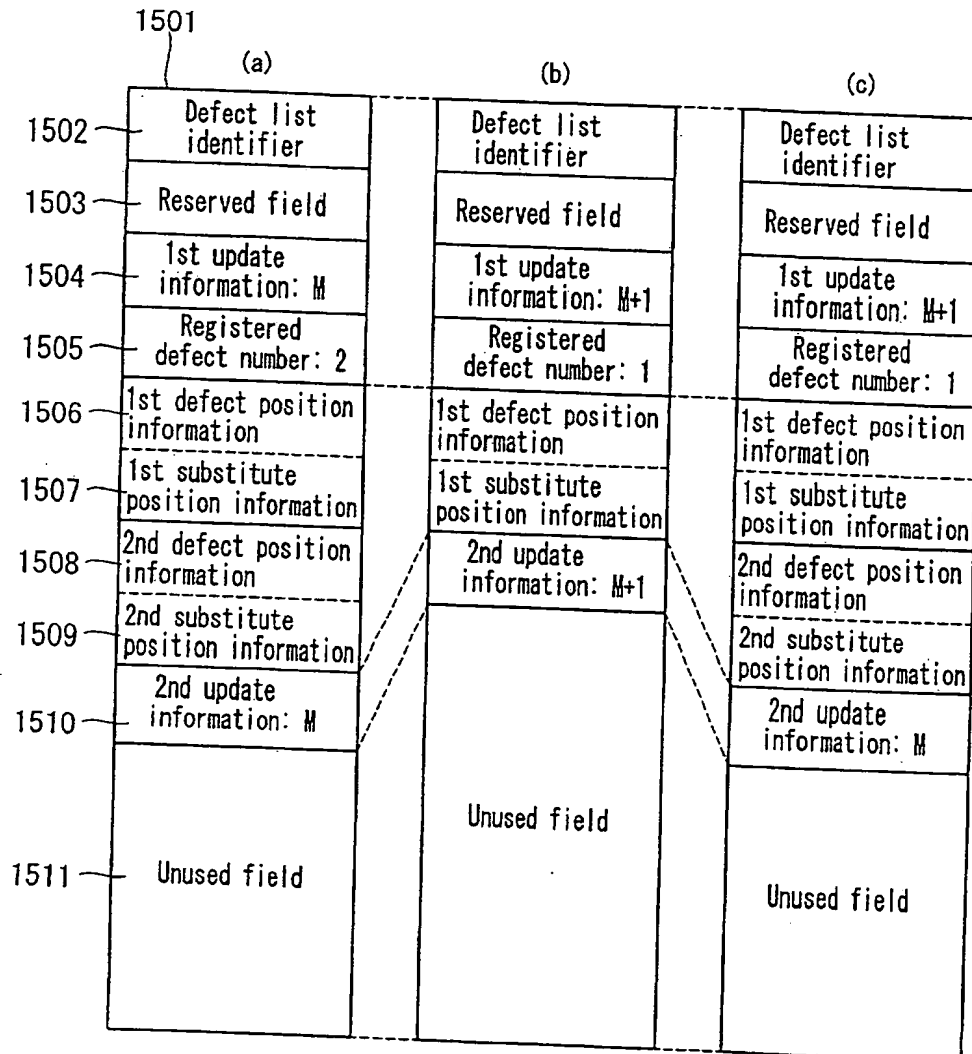 1501
(a)
(b)
(c)
1502
Defect list
identifier
1503
Reserved field
1504
1st update
information: M
1505
Registered
defect number: 2
1506
1st defect position
information
1507
1st substitute
position information
1508
2nd defect position
information
1509
2nd substitute
position information
1510
2nd update
information: M
1511
Unused field
Defect list
identifier
Reserved field
1st update
information: M+1
Registered
defect number: 1
1st defect position
information
1st substitute
position information
2nd update
information: M+1
Unused field
Defect list
identifier
Reserved field
1st update
information: M+1
Registered
defect number: 1
1st defect position
information
1st substitute
position information
2nd defect position
information
2nd substitute
position information
2nd update
information: M
Unused field